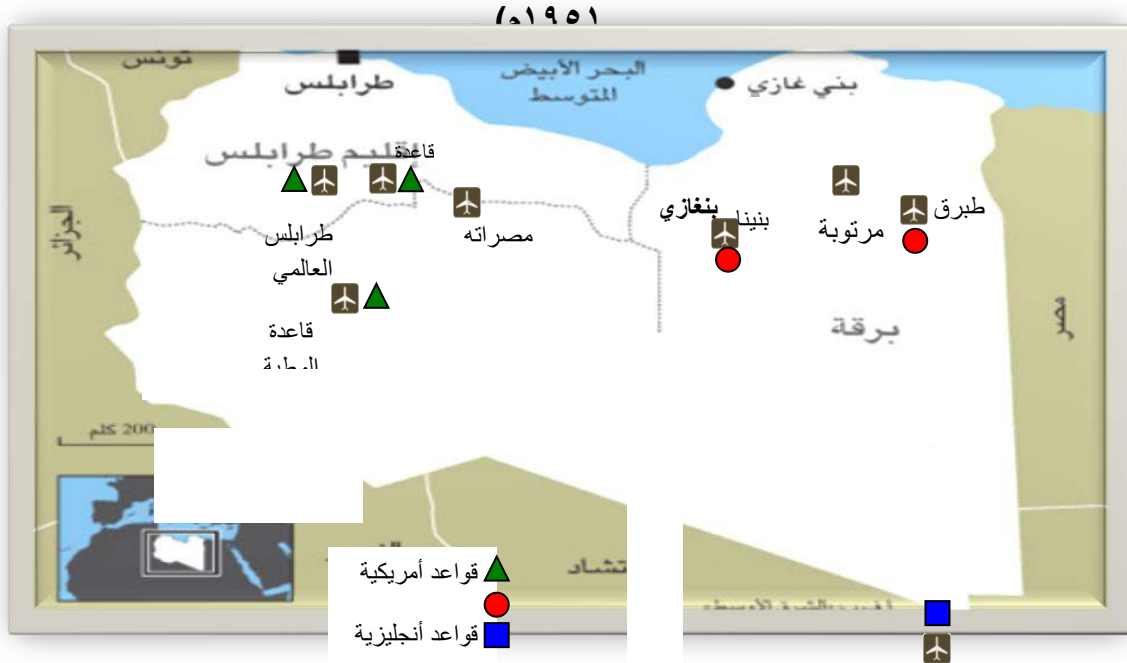 ١٩٥١م)
تونس
طرابلس
البحر الأبيض
المتوسط
بني غازي
إقليم طرابلس
قاعدة
الجزائر
طرابلس
العالمي
مصراته
بنغازي
بنينا
مرتوبة
طبرق
قاعدة
برقة
مصر
200 كلم
تشاد
قواعد أمريكية
قواعد أنجليزية